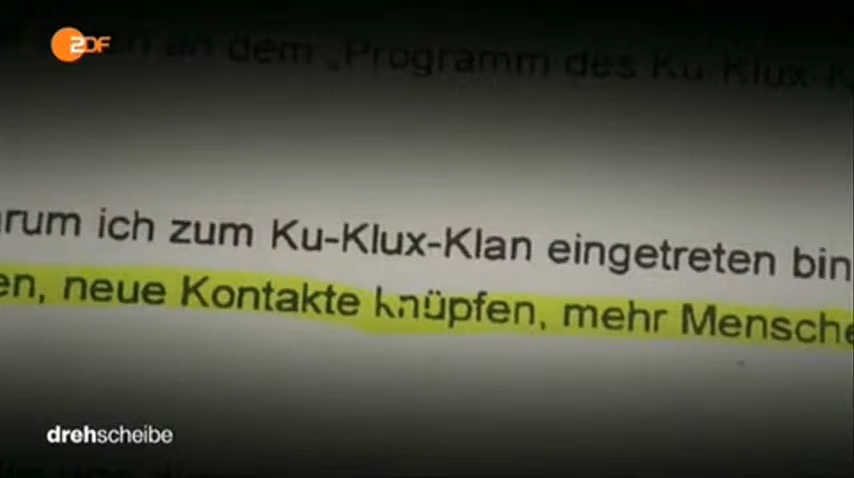 ZDF
an dem „Programm des Ku-Klux-K
arum ich zum Ku-Klux-Klan eingetreten bin
en, neue Kontakte knüpfen, mehr Mensche
drehscheibe